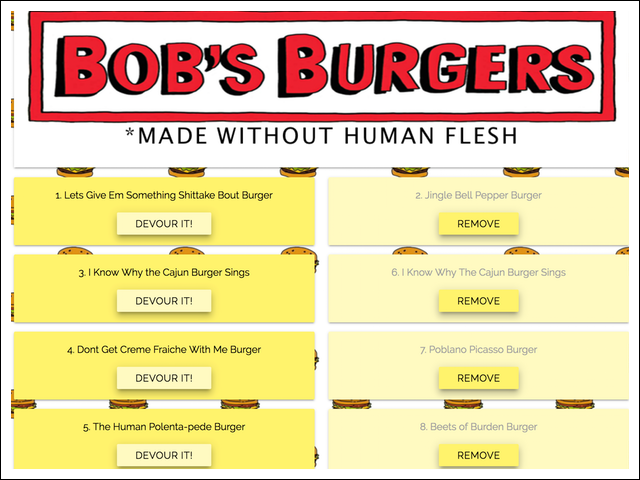 BOB'S BURGERS
*MADE WITHOUT HUMAN FLESH
1. Lets Give Em Something Shittake Bout Burger
DEVOUR IT!
2. Jingle Bell Pepper Burger
REMOVE
3. I Know Why the Cajun Burger Sings
DEVOUR IT!
6. I Know Why The Cajun Burger Sings
REMOVE
4. Dont Get Creme Fraiche With Me Burger
DEVOUR IT!
7. Poblano Picasso Burger
REMOVE
5. The Human Polenta-pede Burger
DEVOUR IT!
8. Beets of Burden Burger
REMOVE